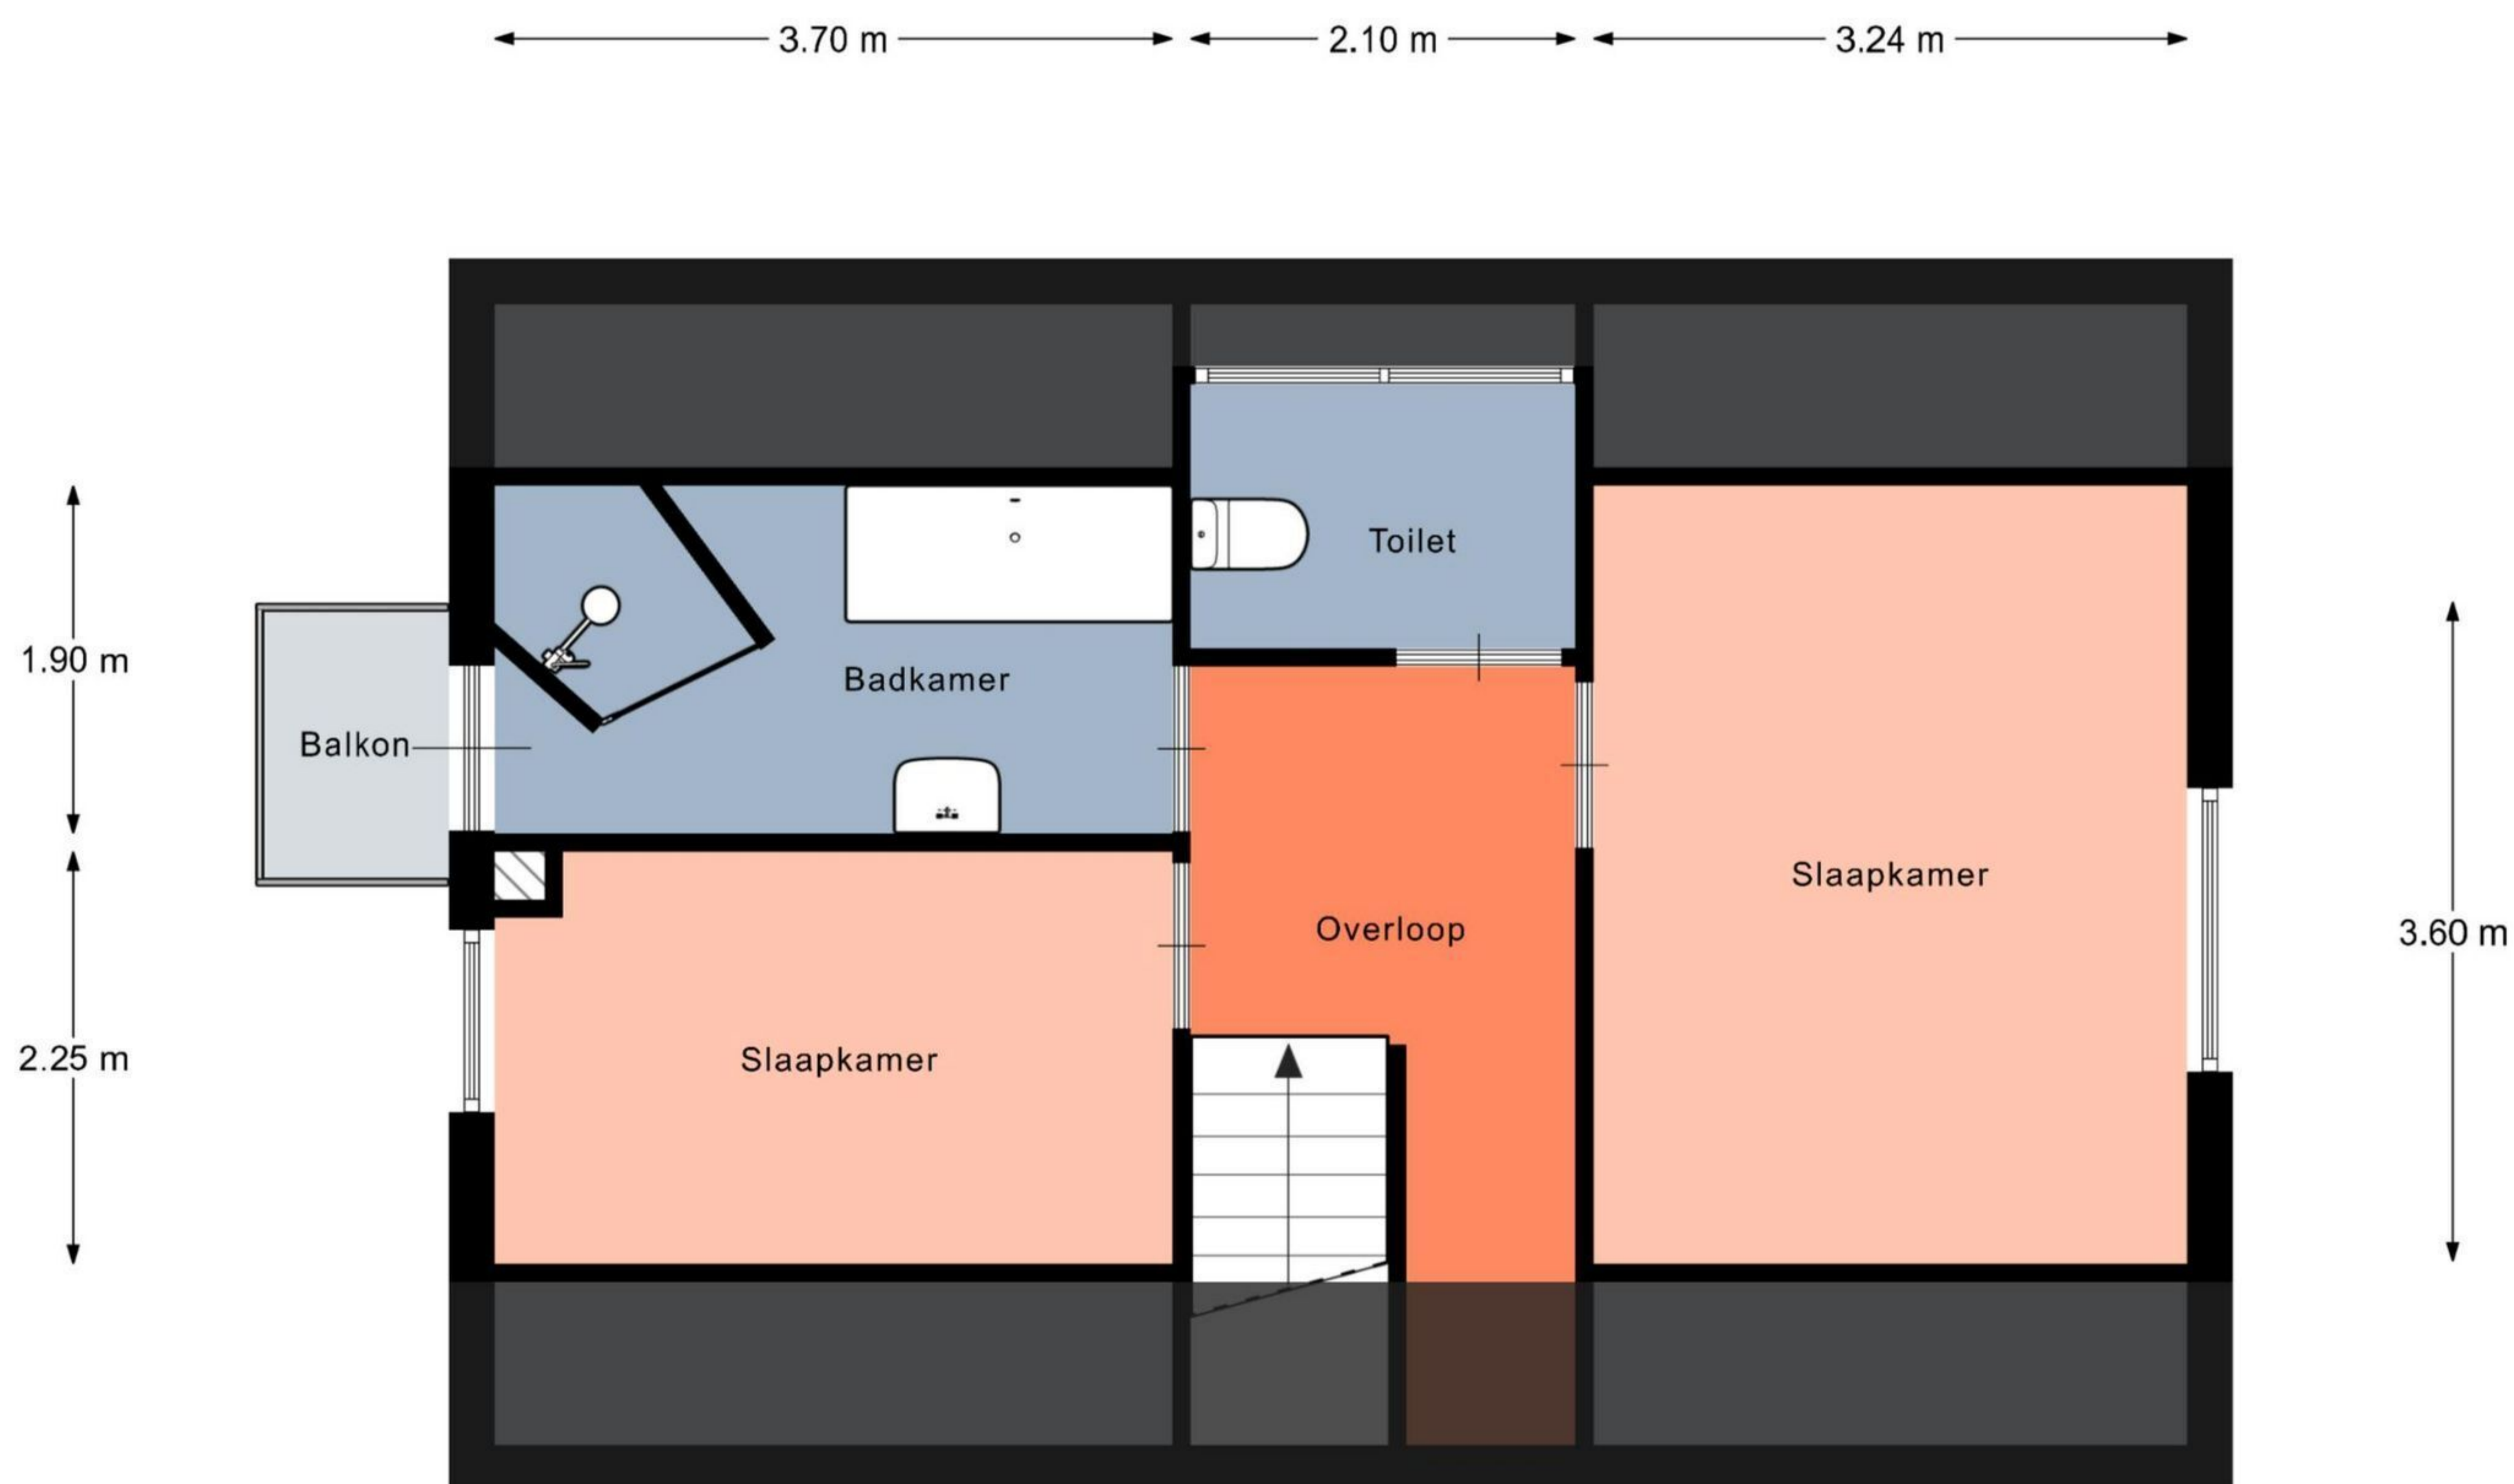 3.70 m
2.10 m
3.24 m
Toilet
1.90 m
Badkamer
Balkon
Slaapkamer
Overloop
3.60 m
2.25 m
Slaapkamer